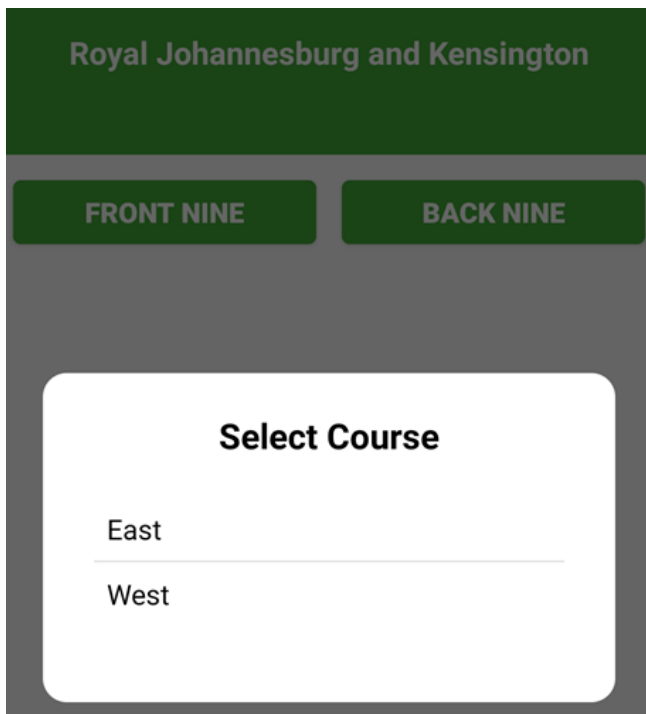 Royal Johannesburg and Kensington
FRONT NINE
BACK NINE
Select Course
East
West